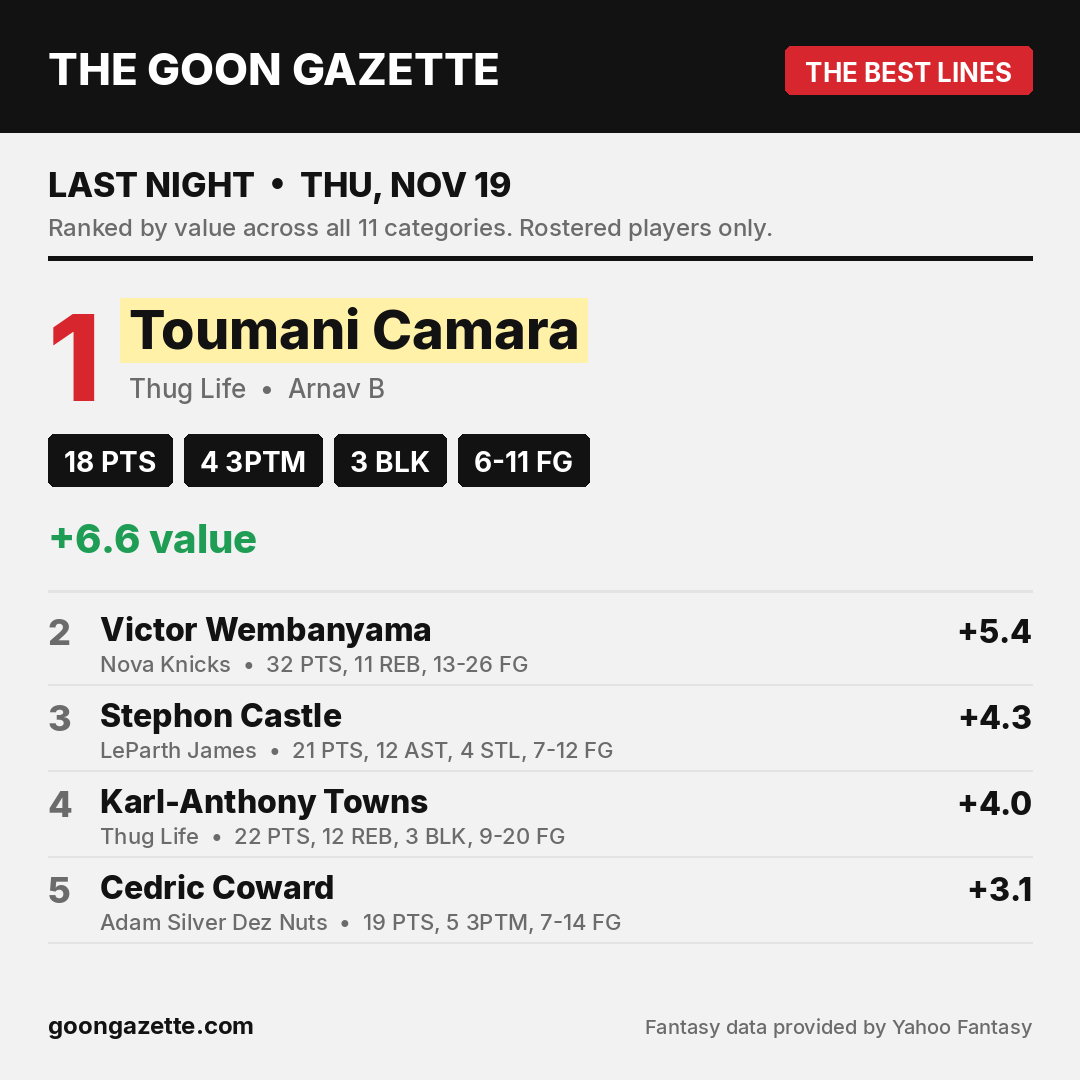 THE GOON GAZETTE
THE BEST LINES
LAST NIGHT • THU, NOV 19
Ranked by value across all 11 categories. Rostered players only.
1
Toumani Camara
Thug Life • Arnav B
18 PTS
4 3PTM
3 BLK
6-11 FG
+6.6 value
2 Victor Wembanyama +5.4
Nova Knicks • 32 PTS, 11 REB, 13-26 FG
3 Stephon Castle +4.3
LeParth James • 21 PTS, 12 AST, 4 STL, 7-12 FG
4 Karl-Anthony Towns +4.0
Thug Life • 22 PTS, 12 REB, 3 BLK, 9-20 FG
5 Cedric Coward +3.1
Adam Silver Dez Nuts • 19 PTS, 5 3PTM, 7-14 FG
goongazette.com
Fantasy data provided by Yahoo Fantasy